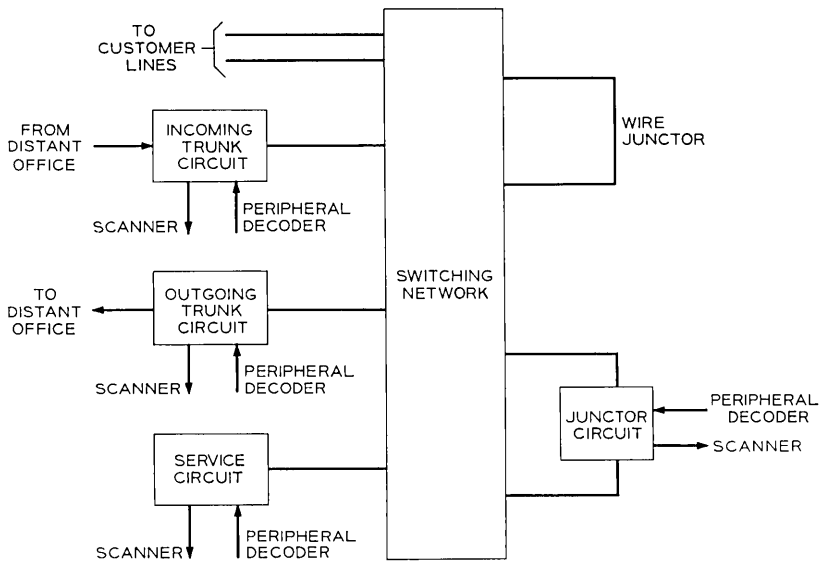 TO
CUSTOMER
LINES
FROM
DISTANT
OFFICE
INCOMING
TRUNK
CIRCUIT
SCANNER
PERIPHERAL
DECODER
TO
DISTANT
OFFICE
OUTGOING
TRUNK
CIRCUIT
SCANNER
PERIPHERAL
DECODER
SERVICE
CIRCUIT
SCANNER
PERIPHERAL
DECODER
SWITCHING
NETWORK
WIRE
JUNCTOR
JUNCTOR
CIRCUIT
PERIPHERAL
DECODER
SCANNER